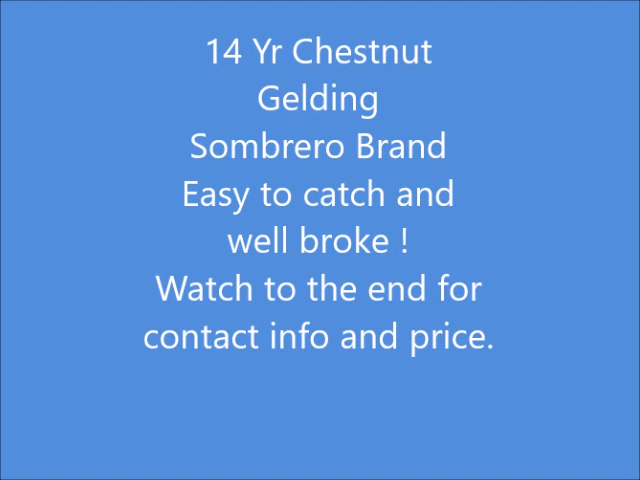 14 Yr Chestnut
Gelding
Sombrero Brand
Easy to catch and
well broke !
Watch to the end for
contact info and price.